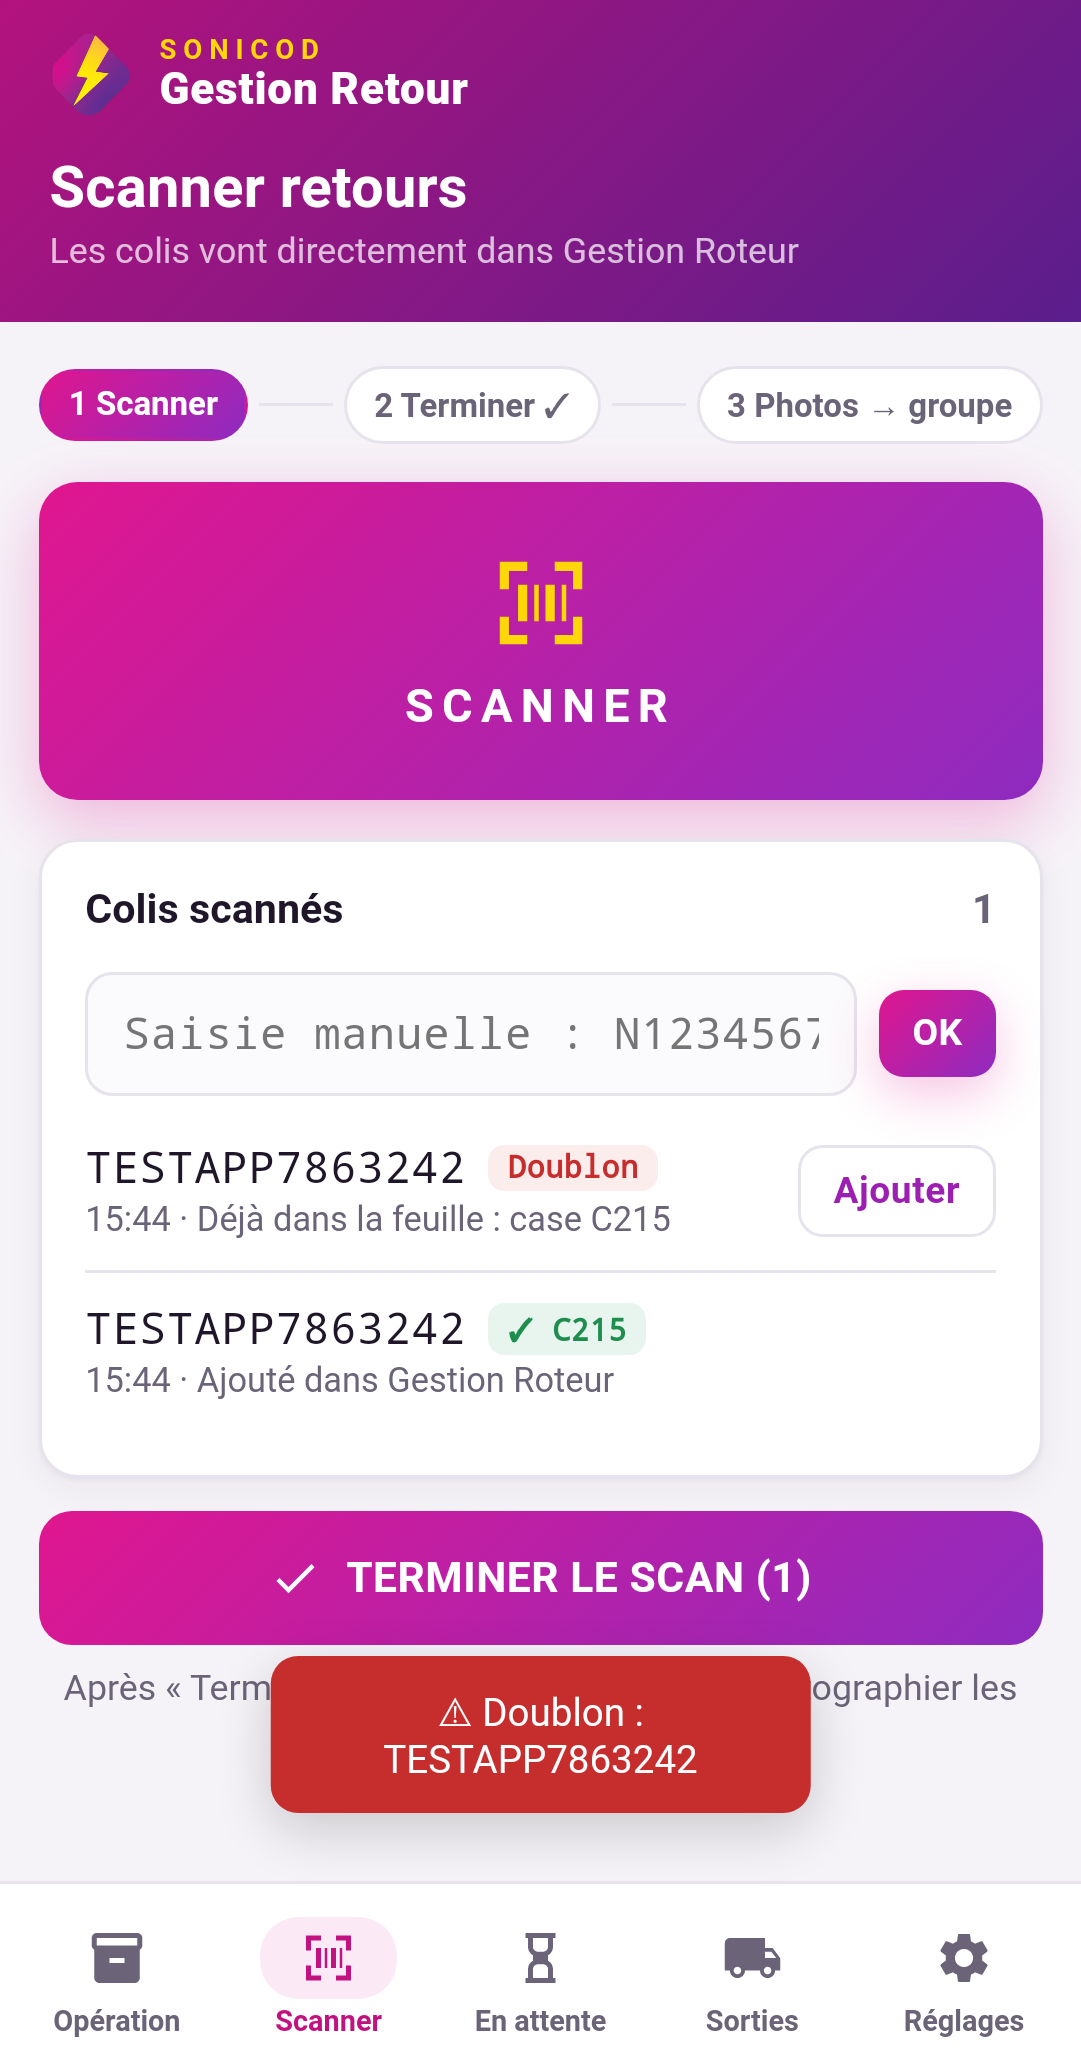 SONICOD
Gestion Retour
Scanner retours
Les colis vont directement dans Gestion Roteur
1 Scanner
2 Terminer ✓
3 Photos → groupe
SCANNER
Colis scannés
1
Saisie manuelle : N1234567
OK
TESTAPP7863242 Doublon
15:44 · Déjà dans la feuille : case C215
Ajouter
TESTAPP7863242 ✓ C215
15:44 · Ajouté dans Gestion Roteur
TERMINER LE SCAN (1)
Après « Term
ographier les
⚠ Doublon :
TESTAPP7863242
Opération
Scanner
En attente
Sorties
Réglages